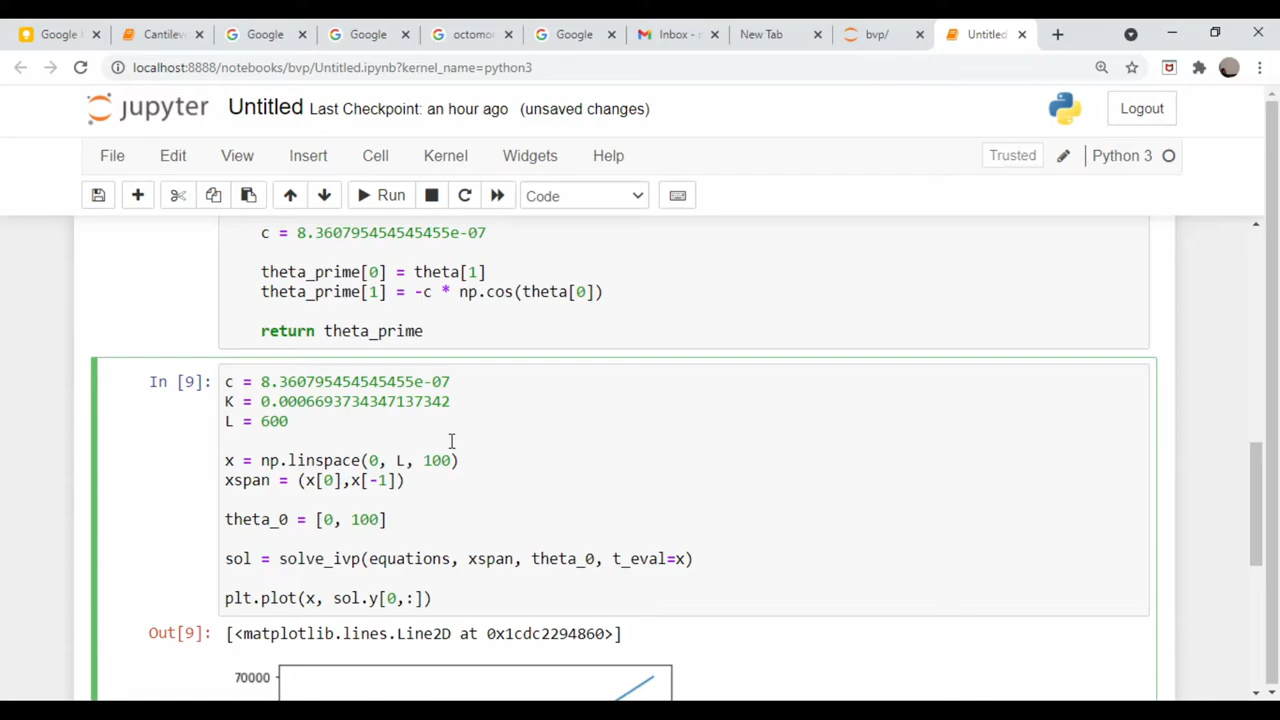 Google
Cantilev
Google
Google
octomor
Google
Inbox - m
New Tab
bvp/
Untitled
localhost:8888/notebooks/bvp/Untitled.ipynb?kernel_name=python3
jupyter Untitled Last Checkpoint: an hour ago (unsaved changes)
Logout
File Edit View Insert Cell Kernel Widgets Help
Trusted
Python 3
Run
Code
c = 8.360795454545455e-07
theta_prime[0] = theta[1]
theta_prime[1] = -c * np.cos(theta[0])
return theta_prime
In [9]:
c = 8.360795454545455e-07
K = 0.0006693734347137342
L = 600
x = np.linspace(0, L, 100)
xspan = (x[0],x[-1])
theta_0 = [0, 100]
sol = solve_ivp(equations, xspan, theta_0, t_eval=x)
plt.plot(x, sol.y[0,:])
Out[9]: [<matplotlib.lines.Line2D at 0x1cdc2294860>]
70000